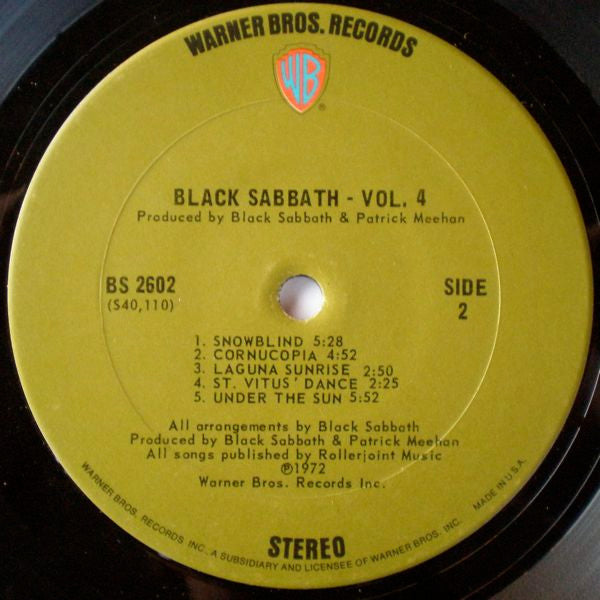 WARNER BROS. RECORDS
WB
®
BLACK SABBATH - VOL. 4
Produced by Black Sabbath & Patrick Meehan
BS 2602
(S40,110)
SIDE
2
1. SNOWBLIND 5:28
2. CORNUCOPIA 4:52
3. LAGUNA SUNRISE 2:50
4. ST. VITUS' DANCE 2:25
5. UNDER THE SUN 5:52
All arrangements by Black Sabbath
Produced by Black Sabbath & Patrick Meehan
All songs published by Rollerjoint Music
℗1972
Warner Bros. Records Inc.
STEREO
WARNER BROS. RECORDS INC. A SUBSIDIARY AND LICENSEE OF WARNER BROS. INC.
MADE IN U.S.A.